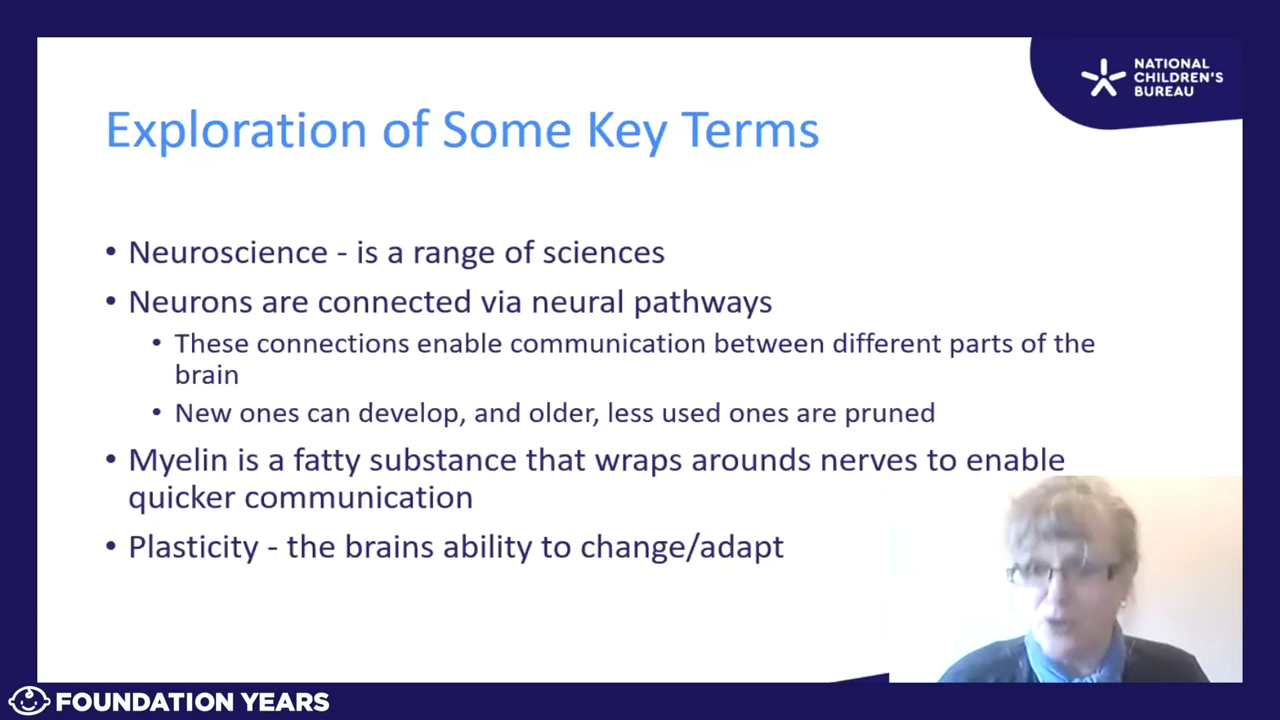 NATIONAL
CHILDREN'S
BUREAU
Exploration of Some Key Terms
• Neuroscience - is a range of sciences
• Neurons are connected via neural pathways
• These connections enable communication between different parts of the
brain
• New ones can develop, and older, less used ones are pruned
• Myelin is a fatty substance that wraps arounds nerves to enable
quicker communication
• Plasticity - the brains ability to change/adapt
FOUNDATION YEARS